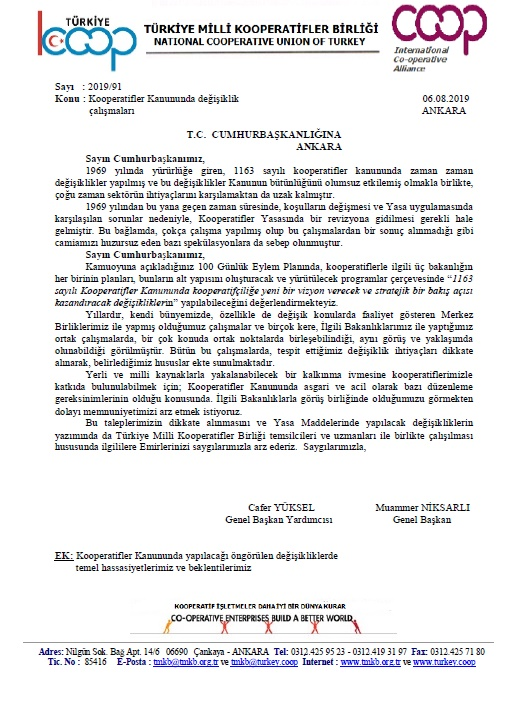 TÜRKİYE
koop
TÜRKİYE MİLLİ KOOPERATİFLER BİRLİĞİ
NATIONAL COOPERATIVE UNION OF TURKEY
coop
International
Co-operative
Alliance
Sayı : 2019/91
Konu : Kooperatifler Kanununda değişiklik 06.08.2019
çalışmaları ANKARA
T.C. CUMHURBAŞKANLIĞINA
ANKARA
Sayın Cumhurbaşkanımız,
1969 yılında yürürlüğe giren, 1163 sayılı kooperatifler kanununda zaman zaman
değişiklikler yapılmış ve bu değişiklikler Kanunun bütünlüğünü olumsuz etkilemiş olmakla birlikte,
çoğu zaman sektörün ihtiyaçlarını karşılamaktan da uzak kalmıştır.
1969 yılından bu yana geçen zaman süresinde, koşulların değişmesi ve Yasa uygulamasında
karşılaşılan sorunlar nedeniyle, Kooperatifler Yasasında bir revizyona gidilmesi gerekli hale
gelmiştir. Bu bağlamda, çokça çalışma yapılmış olup bu çalışmalardan bir sonuç alınmadığı gibi
camiamızı huzursuz eden bazı spekülasyonlara da sebep olunmuştur.
Sayın Cumhurbaşkanımız,
Kamuoyuna açıkladığınız 100 Günlük Eylem Planında, kooperatiflerle ilgili üç bakanlığın
her birinin planları, bunların alt yapısını oluşturacak ve yürütülecek programlar çerçevesinde “1163
sayılı Kooperatifler Kanununda kooperatifçiliğe yeni bir vizyon verecek ve stratejik bir bakış açısı
kazandıracak değişikliklerin” yapılabileceğini değerlendirmekteyiz.
Yıllardır, kendi bünyemizde, özellikle de değişik konularda faaliyet gösteren Merkez
Birliklerimiz ile yapmış olduğumuz çalışmalar ve birçok kere, İlgili Bakanlıklarımız ile yaptığımız
ortak çalışmalarda, bir çok konuda ortak noktalarda birleşebilindiği, aynı görüş ve yaklaşımda
olunabildiği görülmüştür. Bütün bu çalışmalarda, tespit ettiğimiz değişiklik ihtiyaçları dikkate
alınarak, belirlediğimiz hususlar ekte sunulmaktadır.
Yerli ve milli kaynaklarla yakalanabilecek bir kalkınma ivmesine kooperatiflerimizle
katkıda bulunulabilmek için; Kooperatifler Kanununda asgari ve acil olarak bazı düzenleme
gereksinimlerinin olduğu konusunda. İlgili Bakanlıklarla görüş birliğinde olduğumuzu görmekten
dolayı memnuniyetimizi arz etmek istiyoruz.
Bu taleplerimizin dikkate alınmasını ve Yasa Maddelerinde yapılacak değişikliklerin
yazımında da Türkiye Milli Kooperatifler Birliği temsilcileri ve uzmanları ile birlikte çalışılması
hususunda ilgililere Emirlerinizi saygılarımızla arz ederiz. Saygılarımızla,
Cafer YÜKSEL Muammer NİKSARLI
Genel Başkan Yardımcısı Genel Başkan
EK: Kooperatifler Kanununda yapılacağı öngörülen değişikliklerde
temel hassasiyetlerimiz ve beklentilerimiz
KOOPERATİF İŞLETMELER DAHA İYİ BİR DÜNYA KURAR
CO-OPERATIVE ENTERPRISES BUILD A BETTER WORLD
Adres: Nilgün Sok. Bağ Apt. 14/6 06690 Çankaya - ANKARA Tel: 0312.425 95 23 - 0312.419 31 97 Fax: 0312.425 71 80
Tic. No : 85416 E-Posta : tmkb@tmkb.org.tr ve tmkb@turkey.coop Internet : www.tmkb.org.tr ve www.turkey.coop